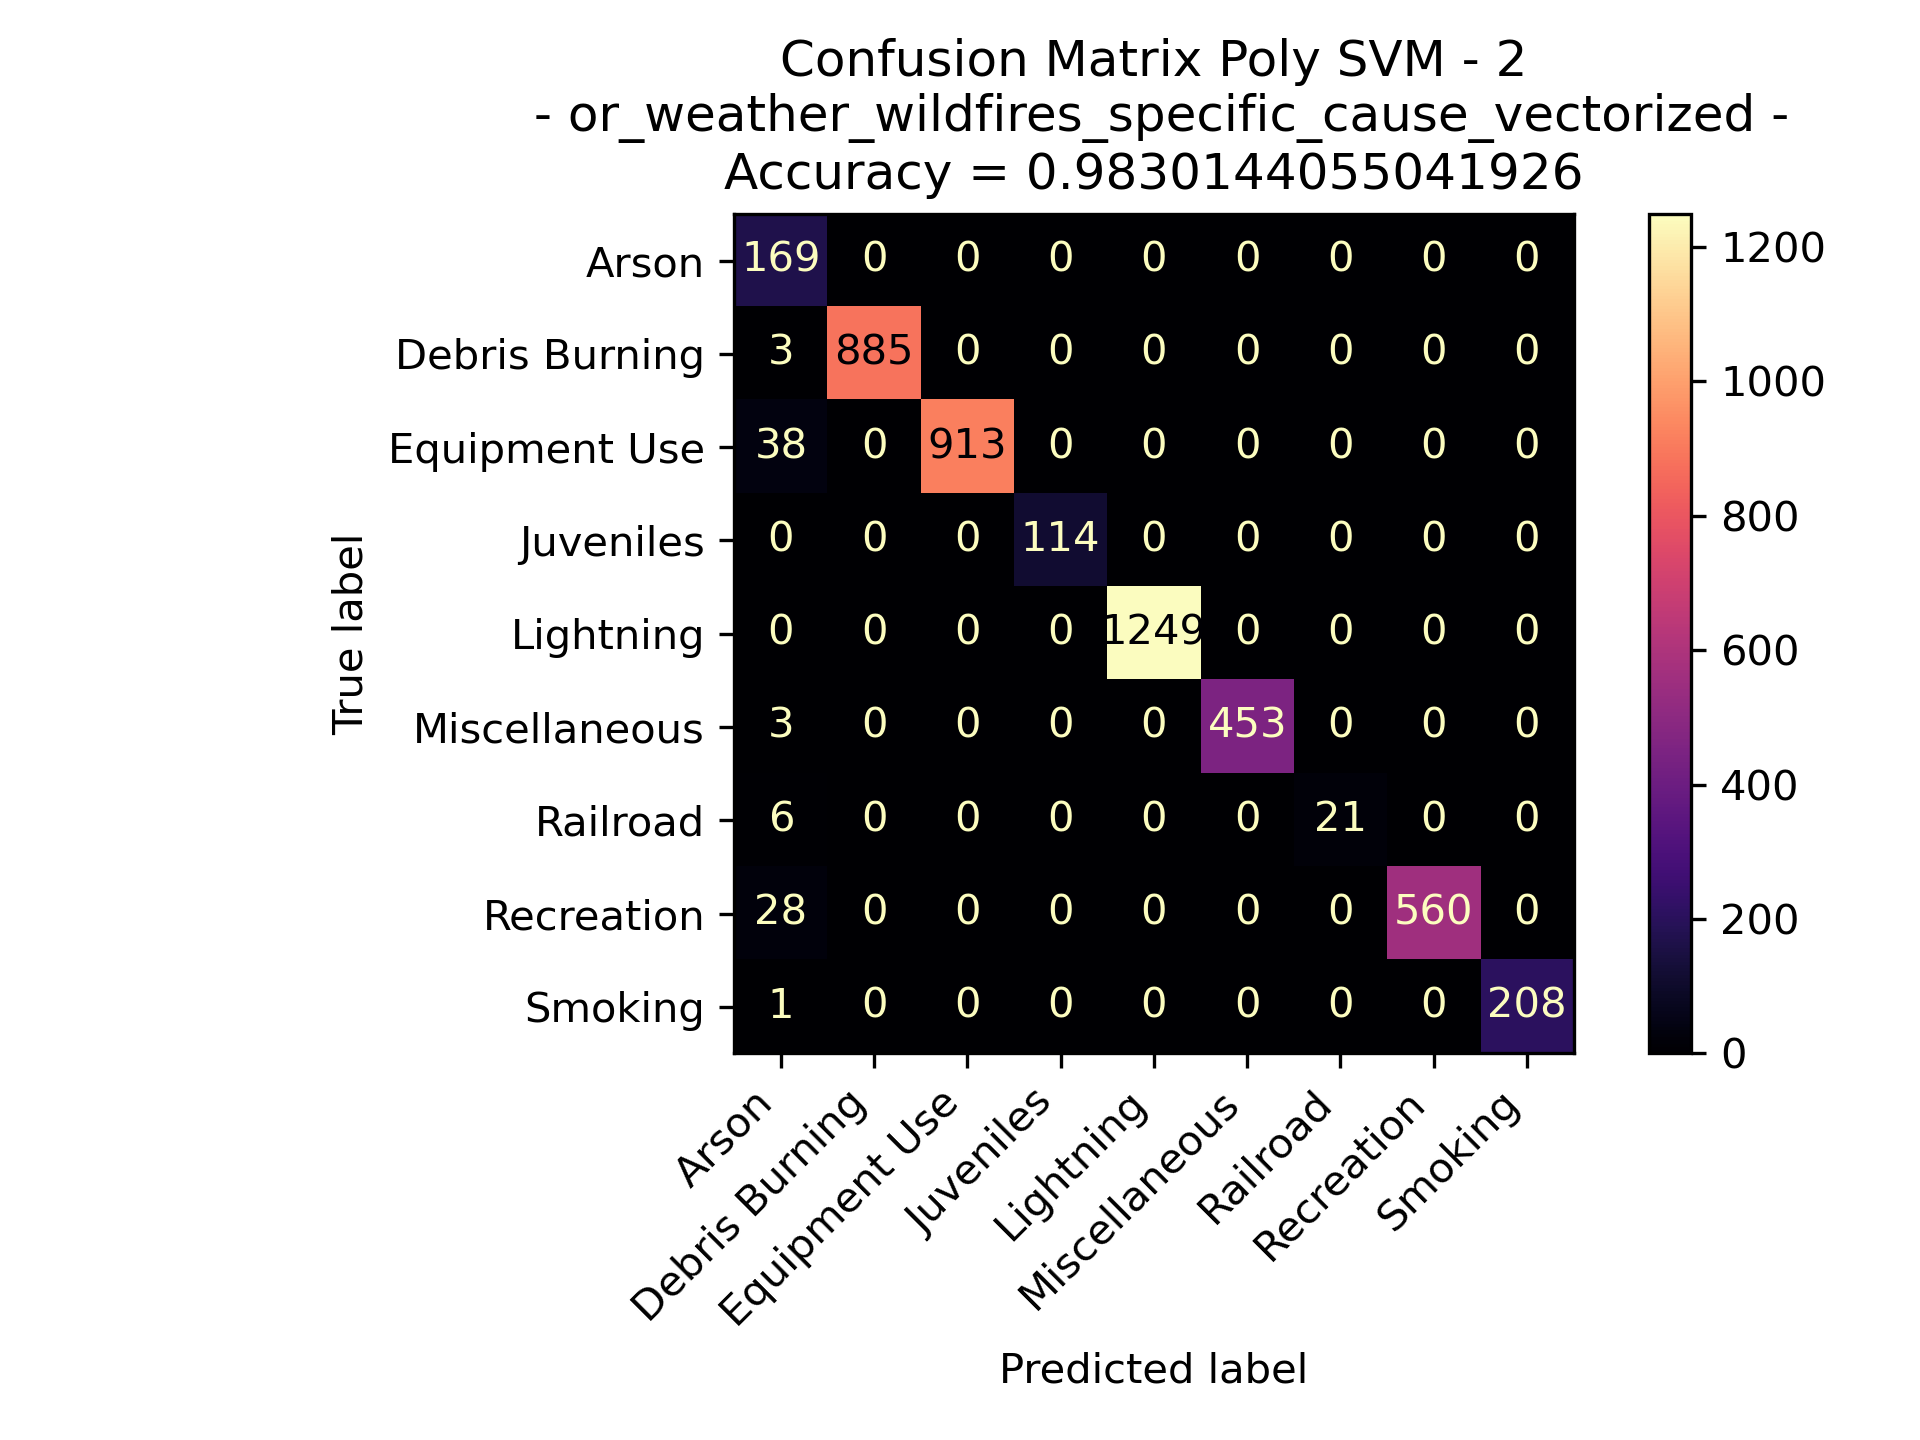 Confusion Matrix Poly SVM - 2
- or_weather_wildfires_specific_cause_vectorized -
Accuracy = 0.9830144055041926
Arson 169 0 0 0 0 0 0 0 0
Debris Burning 3 885 0 0 0 0 0 0 0
Equipment Use 38 0 913 0 0 0 0 0 0
Juveniles 0 0 0 114 0 0 0 0 0
Lightning 0 0 0 0 1249 0 0 0 0
Miscellaneous 3 0 0 0 0 453 0 0 0
Railroad 6 0 0 0 0 0 21 0 0
Recreation 28 0 0 0 0 0 0 560 0
Smoking 1 0 0 0 0 0 0 0 208
True label
Arson
Debris Burning
Equipment Use
Juveniles
Lightning
Miscellaneous
Railroad
Recreation
Smoking
Predicted label
1200
1000
800
600
400
200
0